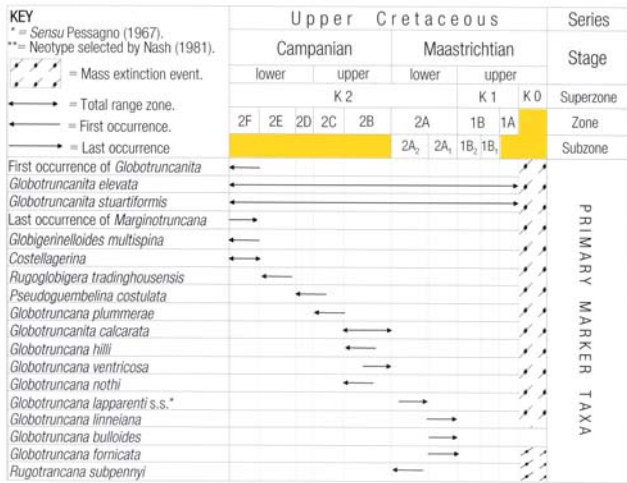 KEY
* = Sensu Pessagno (1967).
**= Neotype selected by Nash (1981).
= Mass extinction event.
= Total range zone.
= First occurrence.
= Last occurrence
Upper Cretaceous
Series
Campanian
Maastrichtian
Stage
lower
upper
lower
upper
K 2
K 1
K 0
Superzone
2F
2E
2D
2C
2B
2A
1B
1A
Zone
2A₂
2A₁
1B₂
1B₁
Subzone
First occurrence of Globotruncanita
Globotruncanita elevata
Globotruncanita stuartiformis
Last occurrence of Marginotruncana
Globigerinelloides multispina
Costellagerina
Rugoglobigera tradinghousensis
Pseudoguembelina costulata
Globotruncana plummerae
Globotruncanita calcarata
Globotruncana hilli
Globotruncana ventricosa
Globotruncana nothi
Globotruncana lapparenti s.s.*
Globotruncana linneiana
Globotruncana bulloides
Globotruncana fornicata
Rugotrancana subpennyi
PRIMARY MARKER TAXA